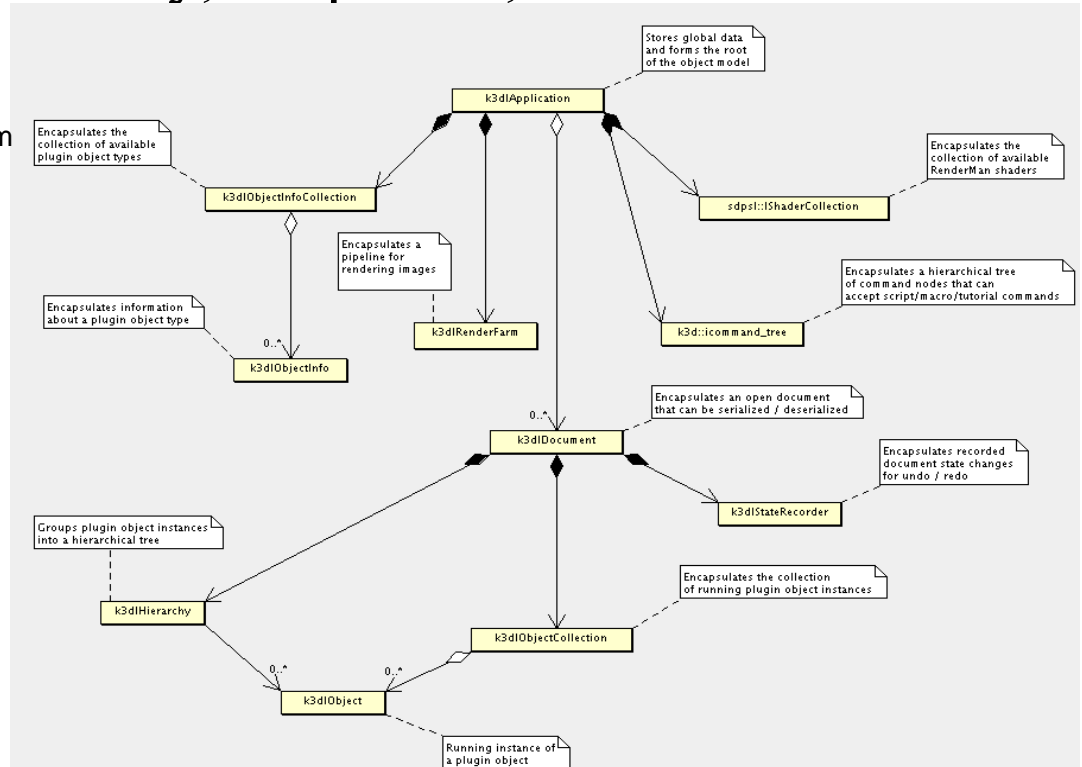 Stores global data
and forms the root
of the object model
k3dIApplication
m
Encapsulates the
collection of available
plugin object types
Encapsulates the
collection of available
RenderMan shaders
k3dIObjectInfoCollection
sdpsl::IShaderCollection
Encapsulates a
pipeline for
rendering images
Encapsulates a hierarchical tree
of command nodes that can
accept script/macro/tutorial commands
Encapsulates information
about a plugin object type
k3dIRenderFarm
k3d::icommand_tree
0..*
k3dIObjectInfo
Encapsulates an open document
that can be serialized / deserialized
0..*
k3dIDocument
Encapsulates recorded
document state changes
for undo / redo
k3dIStateRecorder
Groups plugin object instances
into a hierarchical tree
Encapsulates the collection
of running plugin object instances
k3dIHierarchy
k3dIObjectCollection
0..*
0..*
k3dIObject
Running instance of
a plugin object